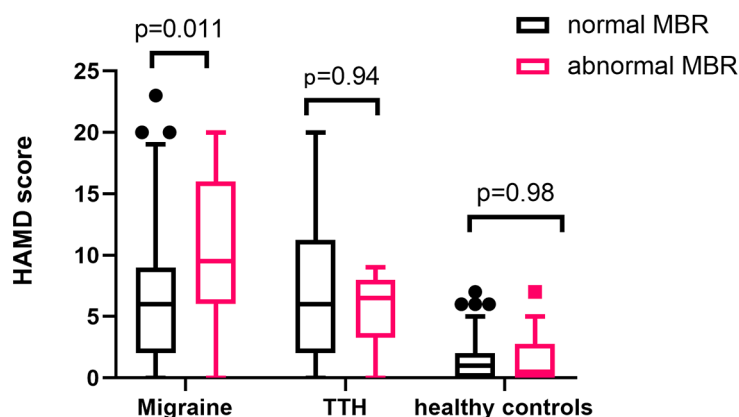 normal MBR
abnormal MBR
p=0.011
p=0.94
p=0.98
HAMD score
25
20
15
10
5
0
Migraine TTH healthy controls